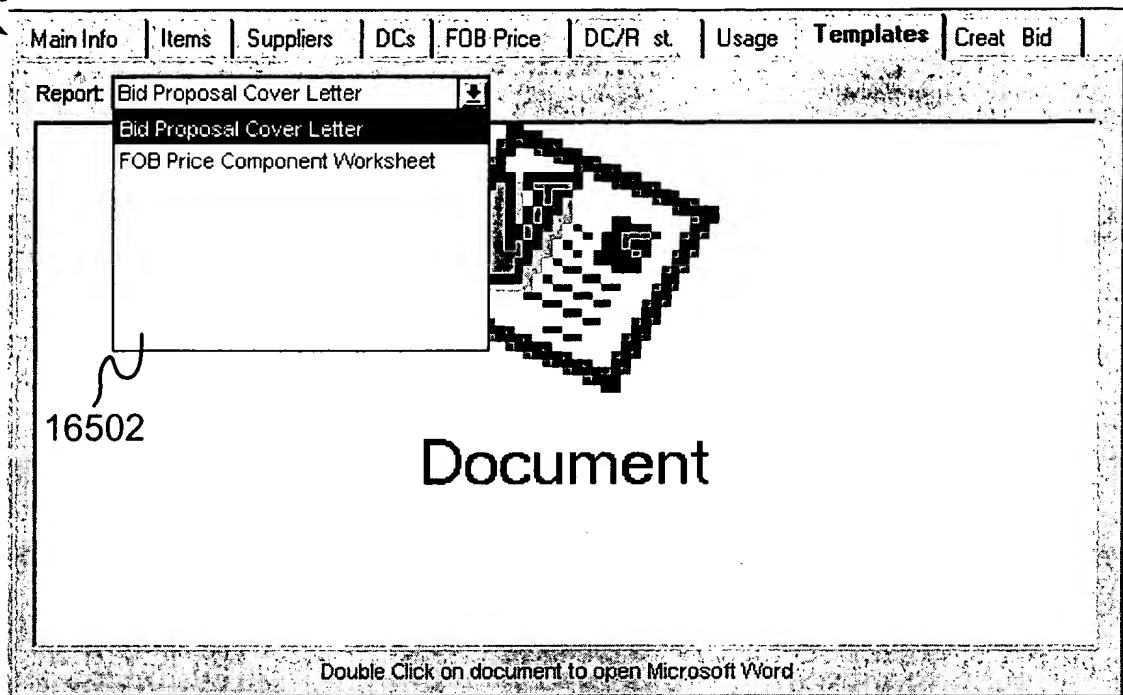 Main Info Items Suppliers DCs FOB Price DC/R st. Usage Templates Creat Bid
Report: Bid Proposal Cover Letter
Bid Proposal Cover Letter
FOB Price Component Worksheet
16502
Document
Double Click on document to open Microsoft Word